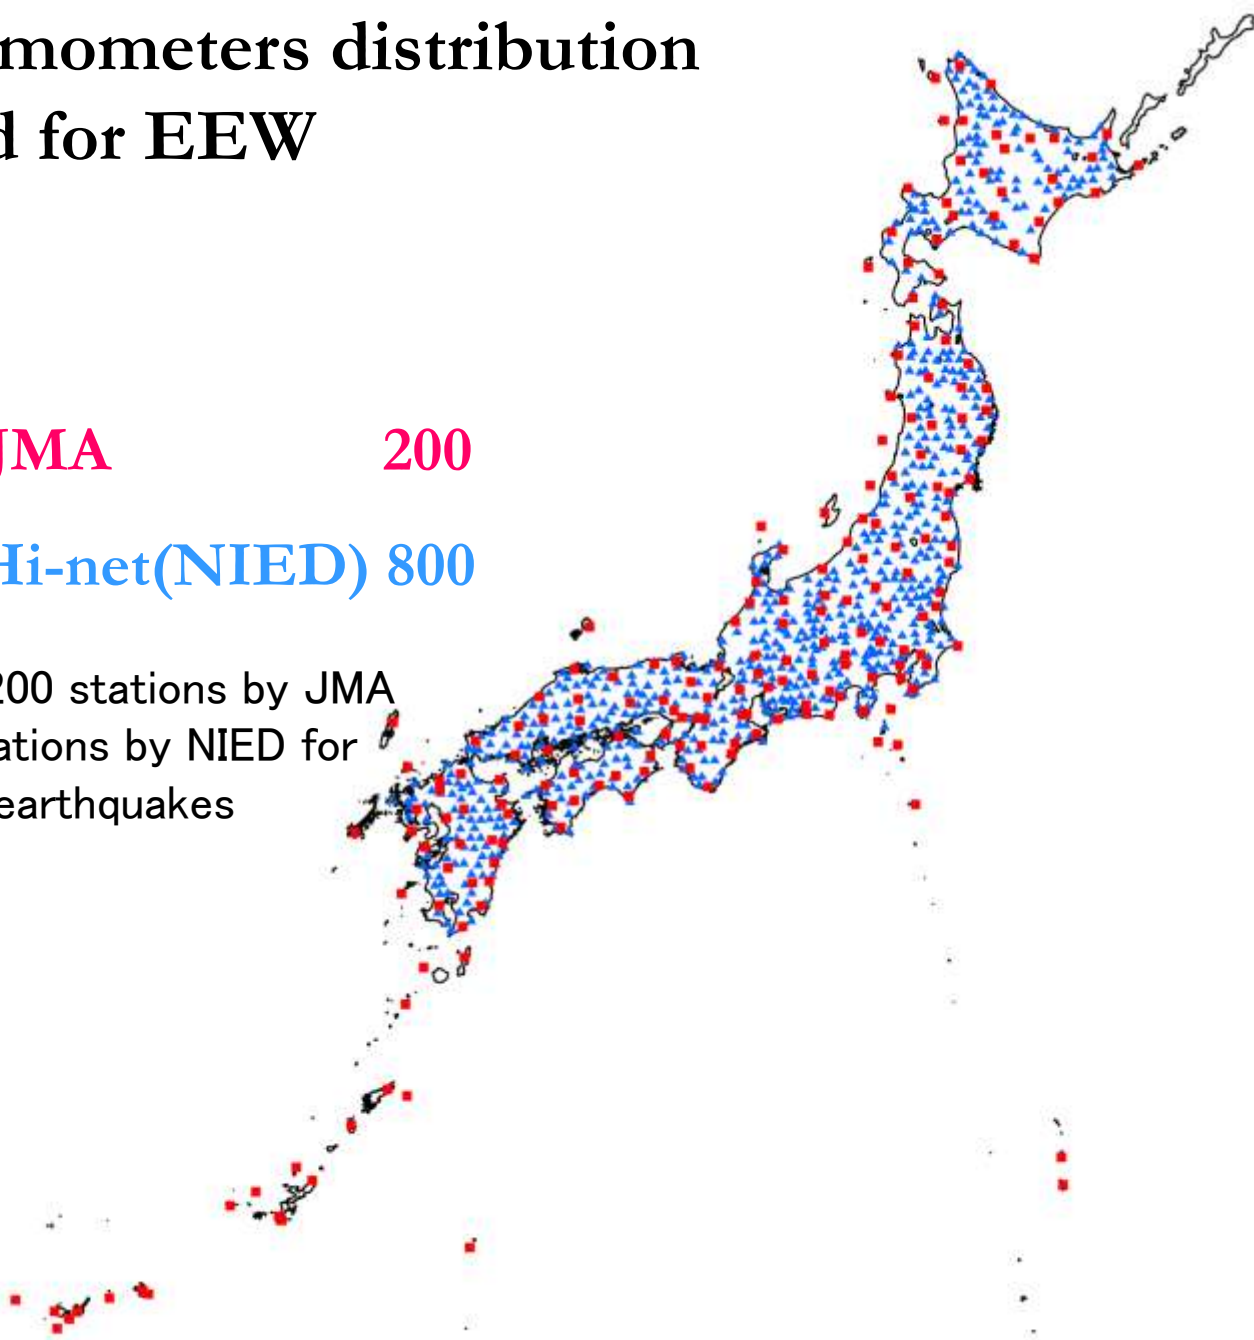 mometers distribution
d for EEW
JMA 200
Hi-net(NIED) 800
200 stations by JMA
ations by NIED for
earthquakes